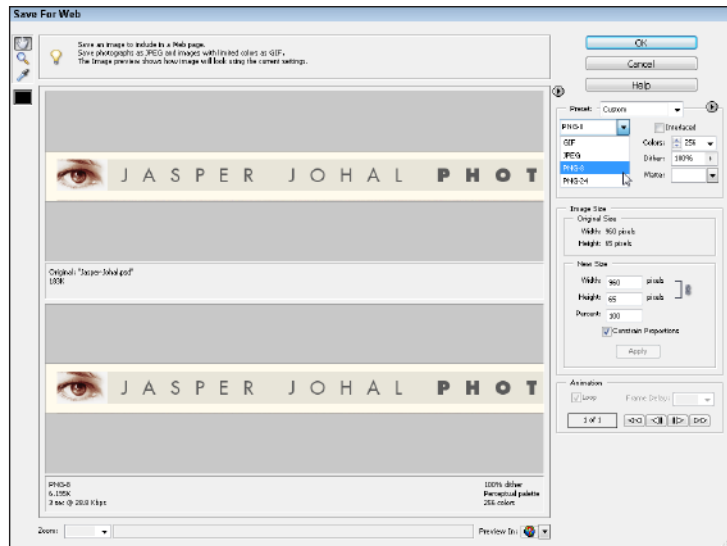 Save For Web
Save an image to include in a Web page.
Save photographs as JPEG and images with limited colors as GIF.
The Image preview shows how image will look using the current settings.
OK
Cancel
Help
Preset: Custom
PNG-8
Interlaced
GIF
Colors: 256
JPEG
Dither: 100%
PNG-8
Matte:
PNG-24
JASPER JOHAL PHOT
Image Size
Original Size
Width: 960 pixels
Height: 65 pixels
Original: "Jasper-Johal.psd"
183K
New Size
Width: 960 pixels
Height: 65 pixels
Percent: 100
Constrain Proportions
Apply
JASPER JOHAL PHOT
Animation
Loop
Frame Delay:
1 of 1
PNG-8
6.195K
3 sec @ 28.8 Kbps
100% dither
Perceptual palette
256 colors
Zoom:
Preview In: